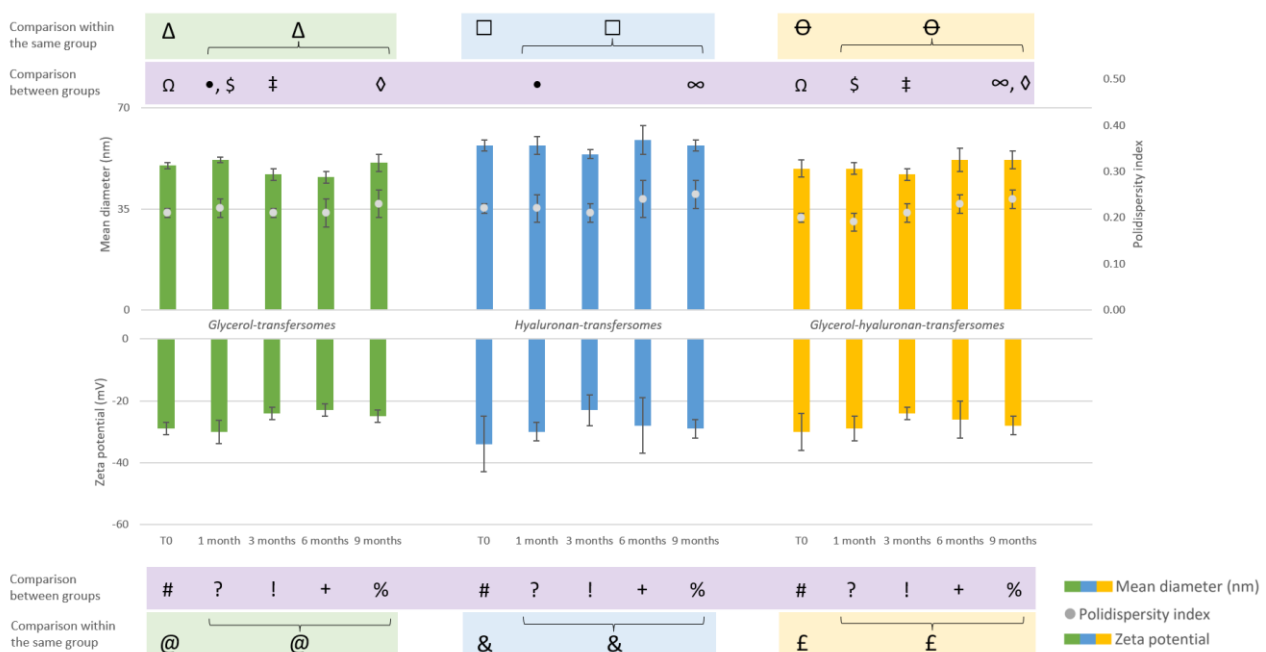 Comparison within
the same group
Δ Δ □ □ Ɵ Ɵ
Comparison
between groups
Ω •, $ ‡ ◊ • ∞ Ω $ ‡ ∞, ◊
0.50
70
0.40
0.30
35
0.20
0.10
0
0.00
Mean diameter (nm)
Polidispersity index
Glycerol-transfersomes
Hyaluronan-transfersomes
Glycerol-hyaluronan-transfersomes
0
-20
-40
-60
Zeta potential (mV)
T0 1 month 3 months 6 months 9 months T0 1 month 3 months 6 months 9 months T0 1 month 3 months 6 months 9 months
Comparison
between groups
# ? ! + % # ? ! + % # ? ! + %
Comparison within
the same group
@ @ & & £ £
Mean diameter (nm)
Polidispersity index
Zeta potential